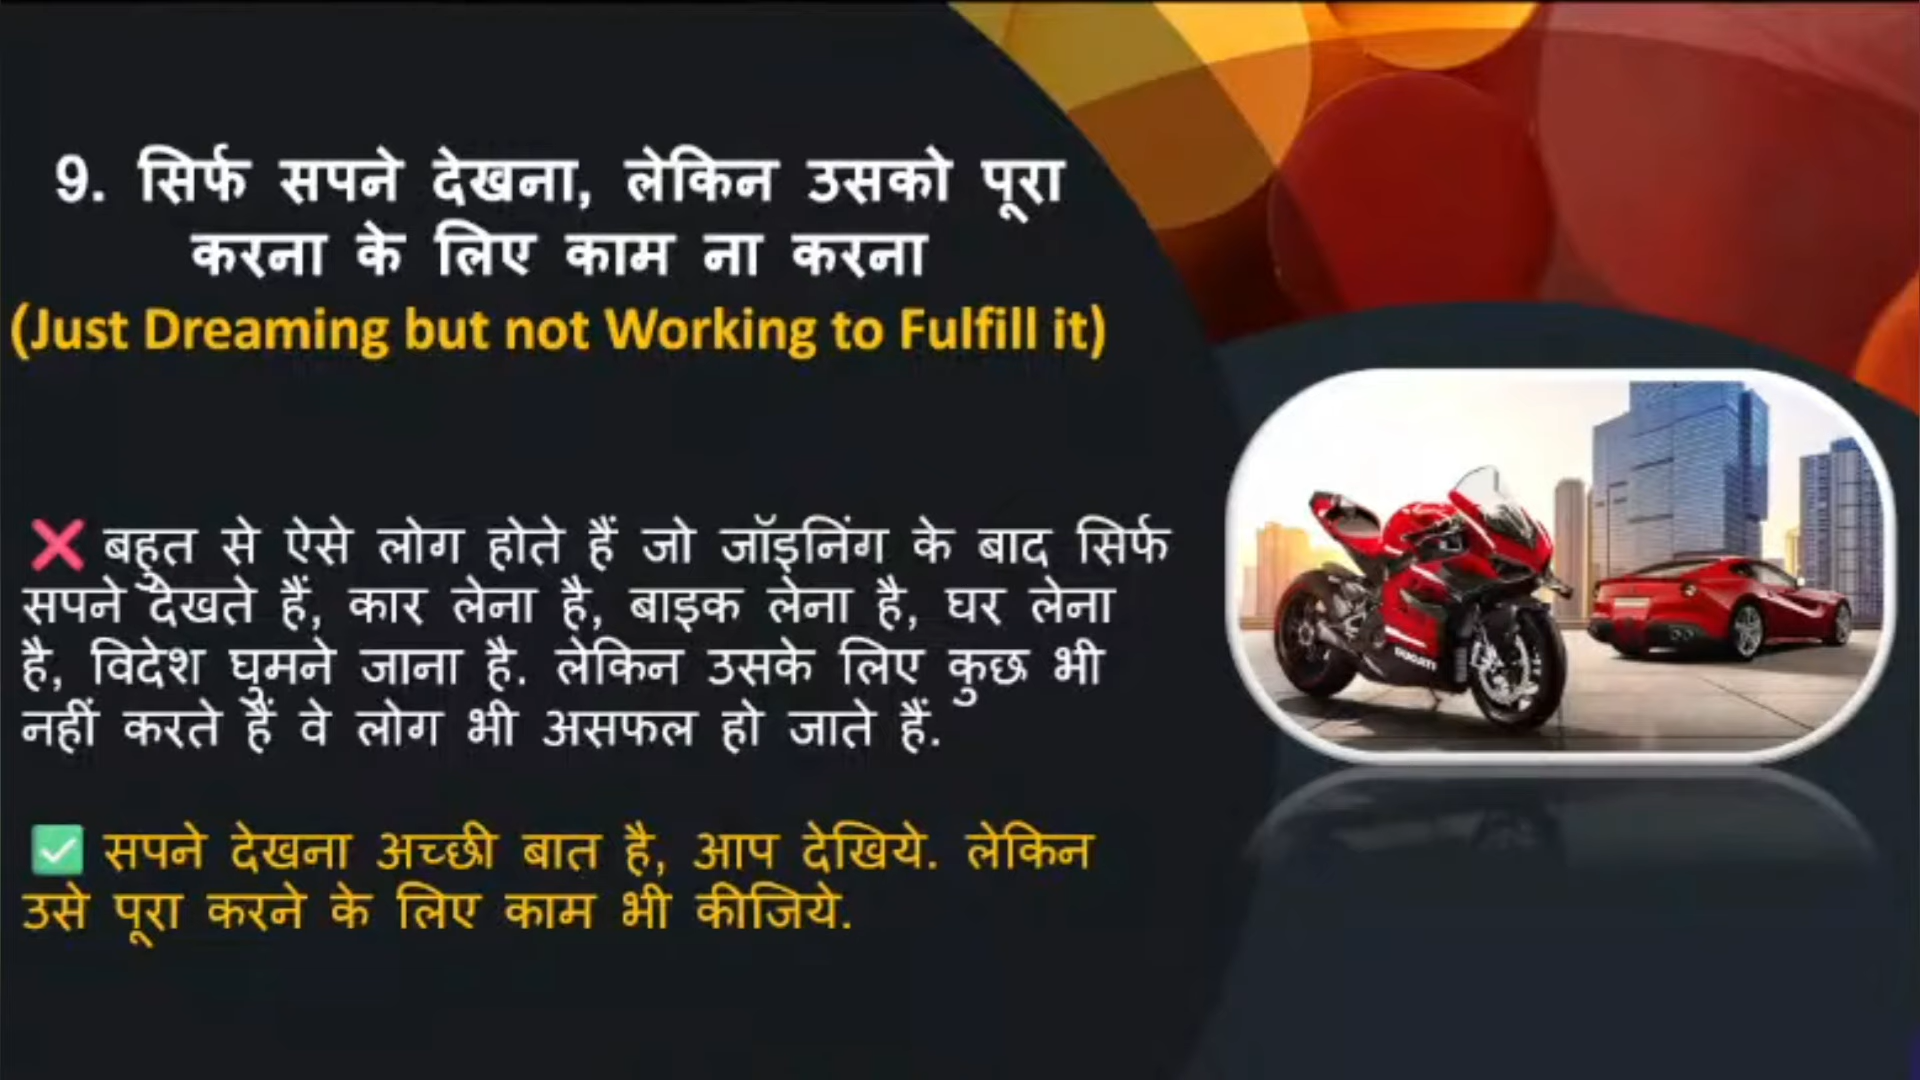 9. सिर्फ सपने देखना, लेकिन उसको पूरा
करना के लिए काम ना करना
(Just Dreaming but not Working to Fulfill it)
❌ बहुत से ऐसे लोग होते हैं जो जॉइनिंग के बाद सिर्फ
सपने देखते हैं, कार लेना है, बाइक लेना है, घर लेना
है, विदेश घुमने जाना है. लेकिन उसके लिए कुछ भी
नहीं करते हैं वे लोग भी असफल हो जाते हैं.
DUCATI
✅ सपने देखना अच्छी बात है, आप देखिये. लेकिन
उसे पूरा करने के लिए काम भी कीजिये.